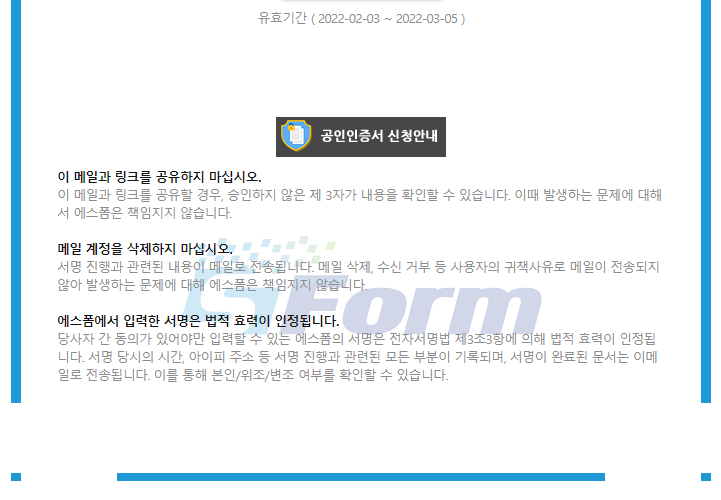 유효기간 ( 2022-02-03 ~ 2022-03-05 )
공인인증서 신청안내
이 메일과 링크를 공유하지 마십시오.
이 메일과 링크를 공유할 경우, 승인하지 않은 제 3자가 내용을 확인할 수 있습니다. 이때 발생하는 문제에 대해
서 에스폼은 책임지지 않습니다.
메일 계정을 삭제하지 마십시오.
서명 진행과 관련된 내용이 메일로 전송됩니다. 메일 삭제, 수신 거부 등 사용자의 귀책사유로 메일이 전송되지
않아 발생하는 문제에 대해 에스폼은 책임지지 않습니다.
SForm
에스폼에서 입력한 서명은 법적 효력이 인정됩니다.
당사자 간 동의가 있어야만 입력할 수 있는 에스폼의 서명은 전자서명법 제3조3항에 의해 법적 효력이 인정됩
니다. 서명 당시의 시간, 아이피 주소 등 서명 진행과 관련된 모든 부분이 기록되며, 서명이 완료된 문서는 이메
일로 전송됩니다. 이를 통해 본인/위조/변조 여부를 확인할 수 있습니다.